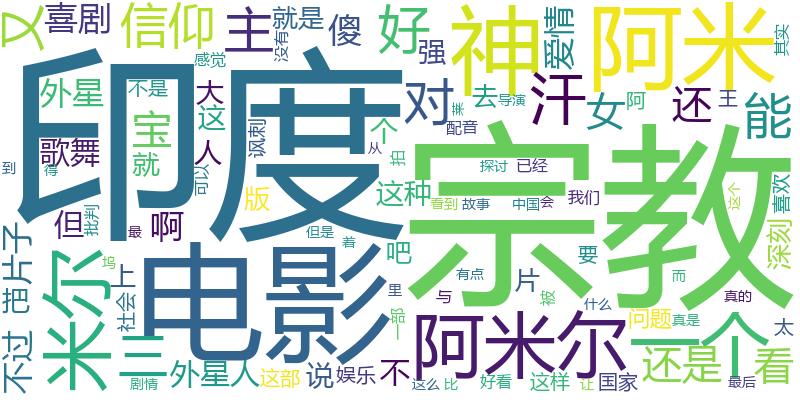 又
喜剧
信仰
主
就是
没有
傻
好
强
神
爱情
阿米
其实
印度
感觉
外星
不是
大
宝
这
个
讽刺
对
去
导演
来
配音
汗
女
阿
还
王
能
到
得
歌舞
就
人
可以
从
拍
宗教
探讨
已经
但
批判
最
啊
版
这种
看到
故事
中国
会
我们
这个
喜欢
深刻
芭
片子
坞
米尔
上
社会
电影
但是
着
吧
里
与
有点
片
被
要
什么
而
真的
不过
三
剧情
外星人
这部
说
娱乐
不
一部
阿米尔
这么
比
好看
这样
让
国家
问题
真是
一个
还是
看
太
最后